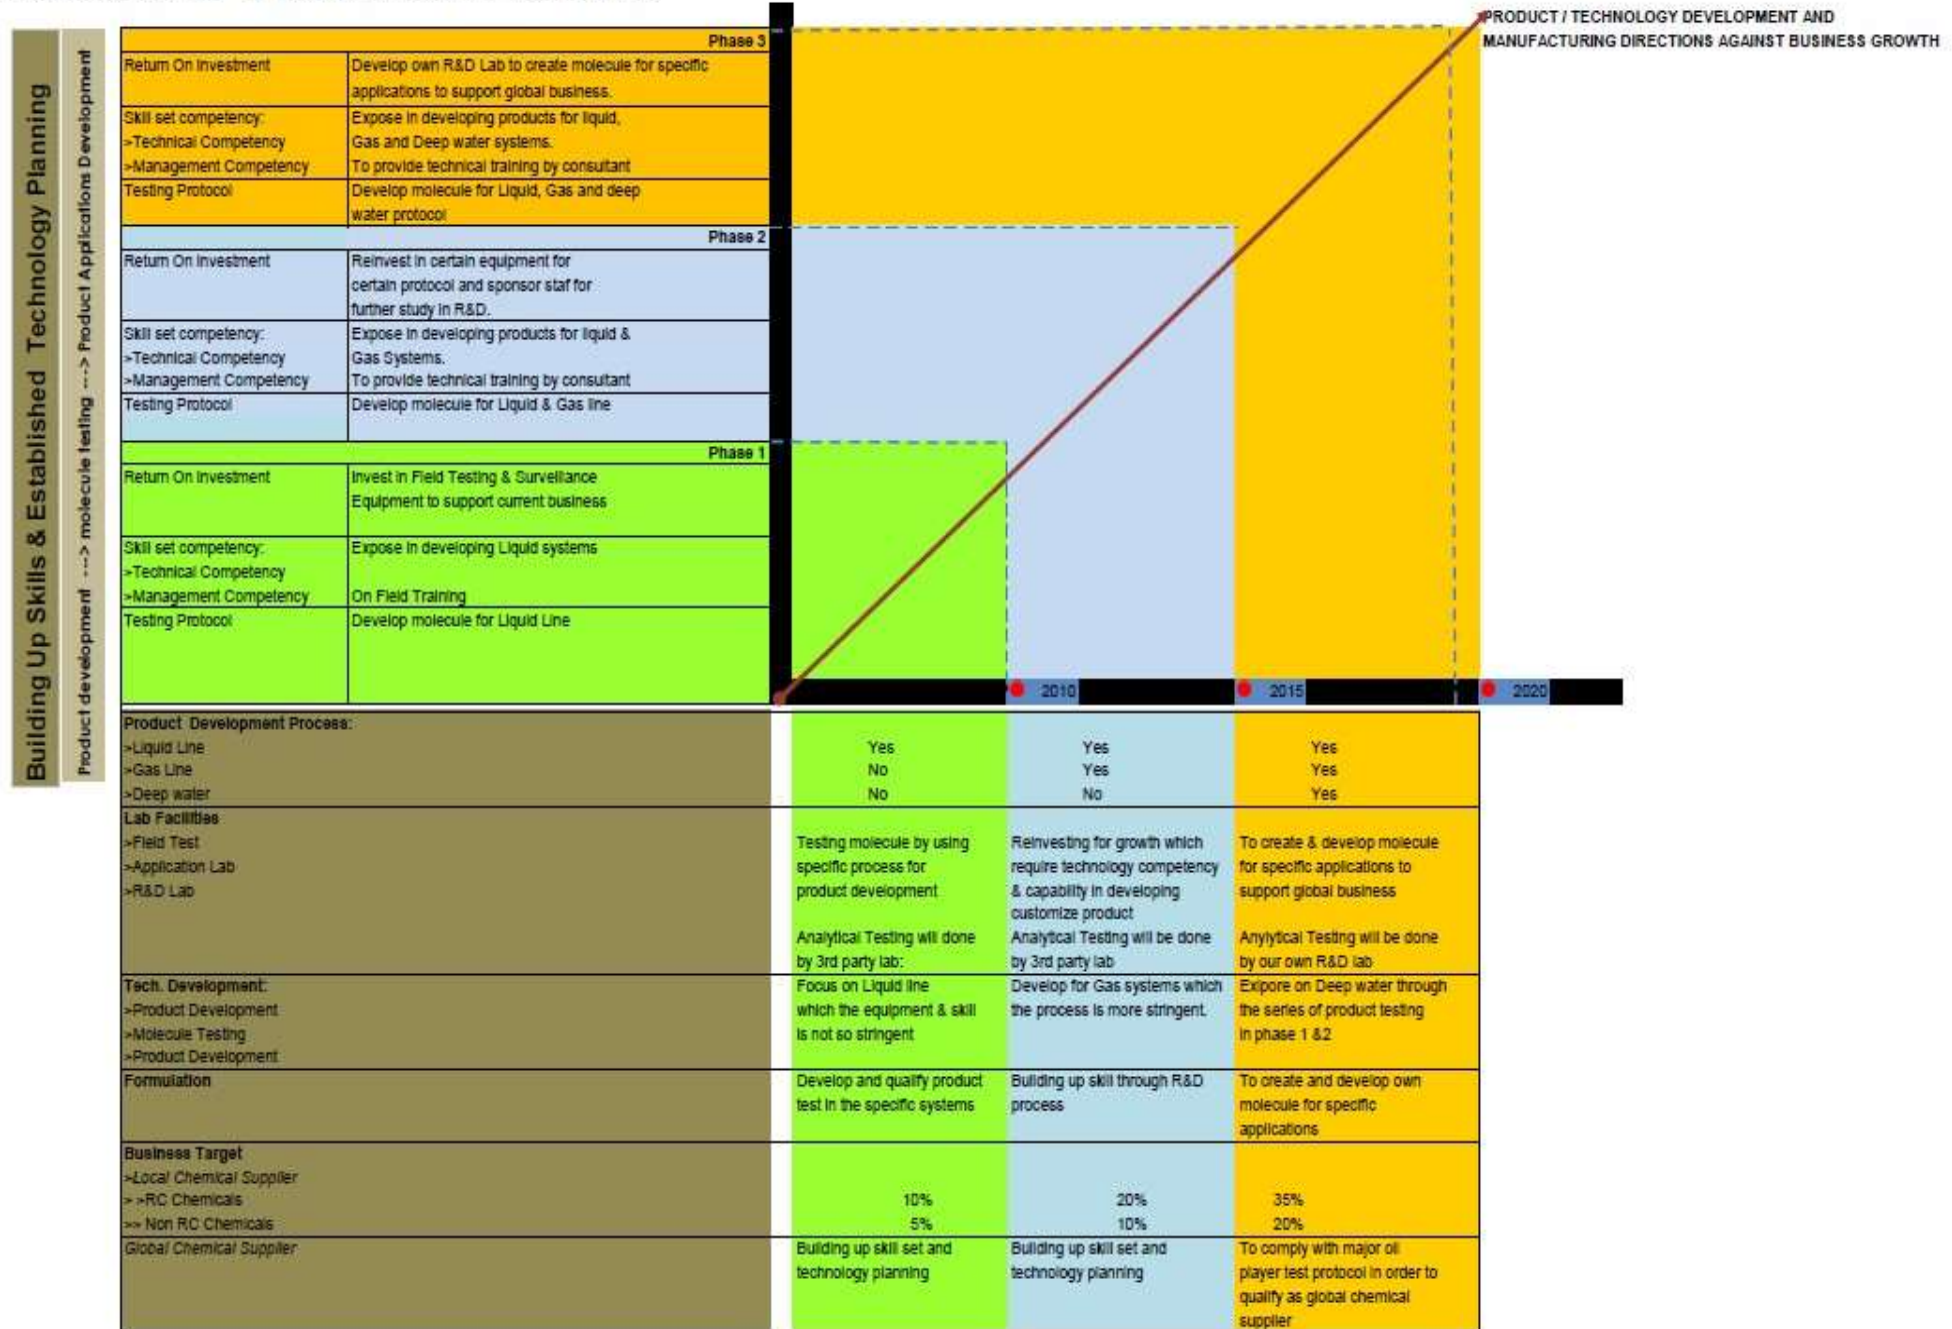 PRODUCT / TECHNOLOGY DEVELOPMENT AND
MANUFACTURING DIRECTIONS AGAINST BUSINESS GROWTH
Building Up Skills & Established Technology Planning
Product development ---> molecule testing ---> Product Applications Development
Phase 3
Return On Investment Develop own R&D Lab to create molecule for specific
applications to support global business.
Skill set competency: Expose in developing products for liquid,
>Technical Competency Gas and Deep water systems.
>Management Competency To provide technical training by consultant
Testing Protocol Develop molecule for Liquid, Gas and deep
water protocol
Phase 2
Return On Investment Reinvest in certain equipment for
certain protocol and sponsor staf for
further study in R&D.
Skill set competency: Expose in developing products for liquid &
>Technical Competency Gas Systems.
>Management Competency To provide technical training by consultant
Testing Protocol Develop molecule for Liquid & Gas line
Phase 1
Return On Investment Invest in Field Testing & Surveillance
Equipment to support current business
Skill set competency: Expose in developing Liquid systems
>Technical Competency
>Management Competency On Field Training
Testing Protocol Develop molecule for Liquid Line
2010 2015 2020
Product Development Process:
>Liquid Line Yes Yes Yes
>Gas Line No Yes Yes
>Deep water No No Yes
Lab Facilities
>Field Test Testing molecule by using Reinvesting for growth which To create & develop molecule
>Application Lab specific process for require technology competency for specific applications to
>R&D Lab product development & capability in developing support global business
customize product
Analytical Testing will done Analytical Testing will be done Anylytical Testing will be done
by 3rd party lab: by 3rd party lab by our own R&D lab
Tech. Development: Focus on Liquid line Develop for Gas systems which Exlpore on Deep water through
>Product Development which the equipment & skill the process is more stringent. the series of product testing
>Molecule Testing is not so stringent in phase 1 &2
>Product Development
Formulation Develop and qualify product Building up skill through R&D To create and develop own
test in the specific systems process molecule for specific
applications
Business Target
>Local Chemical Supplier
> >RC Chemicals 10% 20% 35%
>> Non RC Chemicals 5% 10% 20%
Global Chemical Supplier Building up skill set and Building up skill set and To comply with major oil
technology planning technology planning player test protocol in order to
qualify as global chemical
supplier